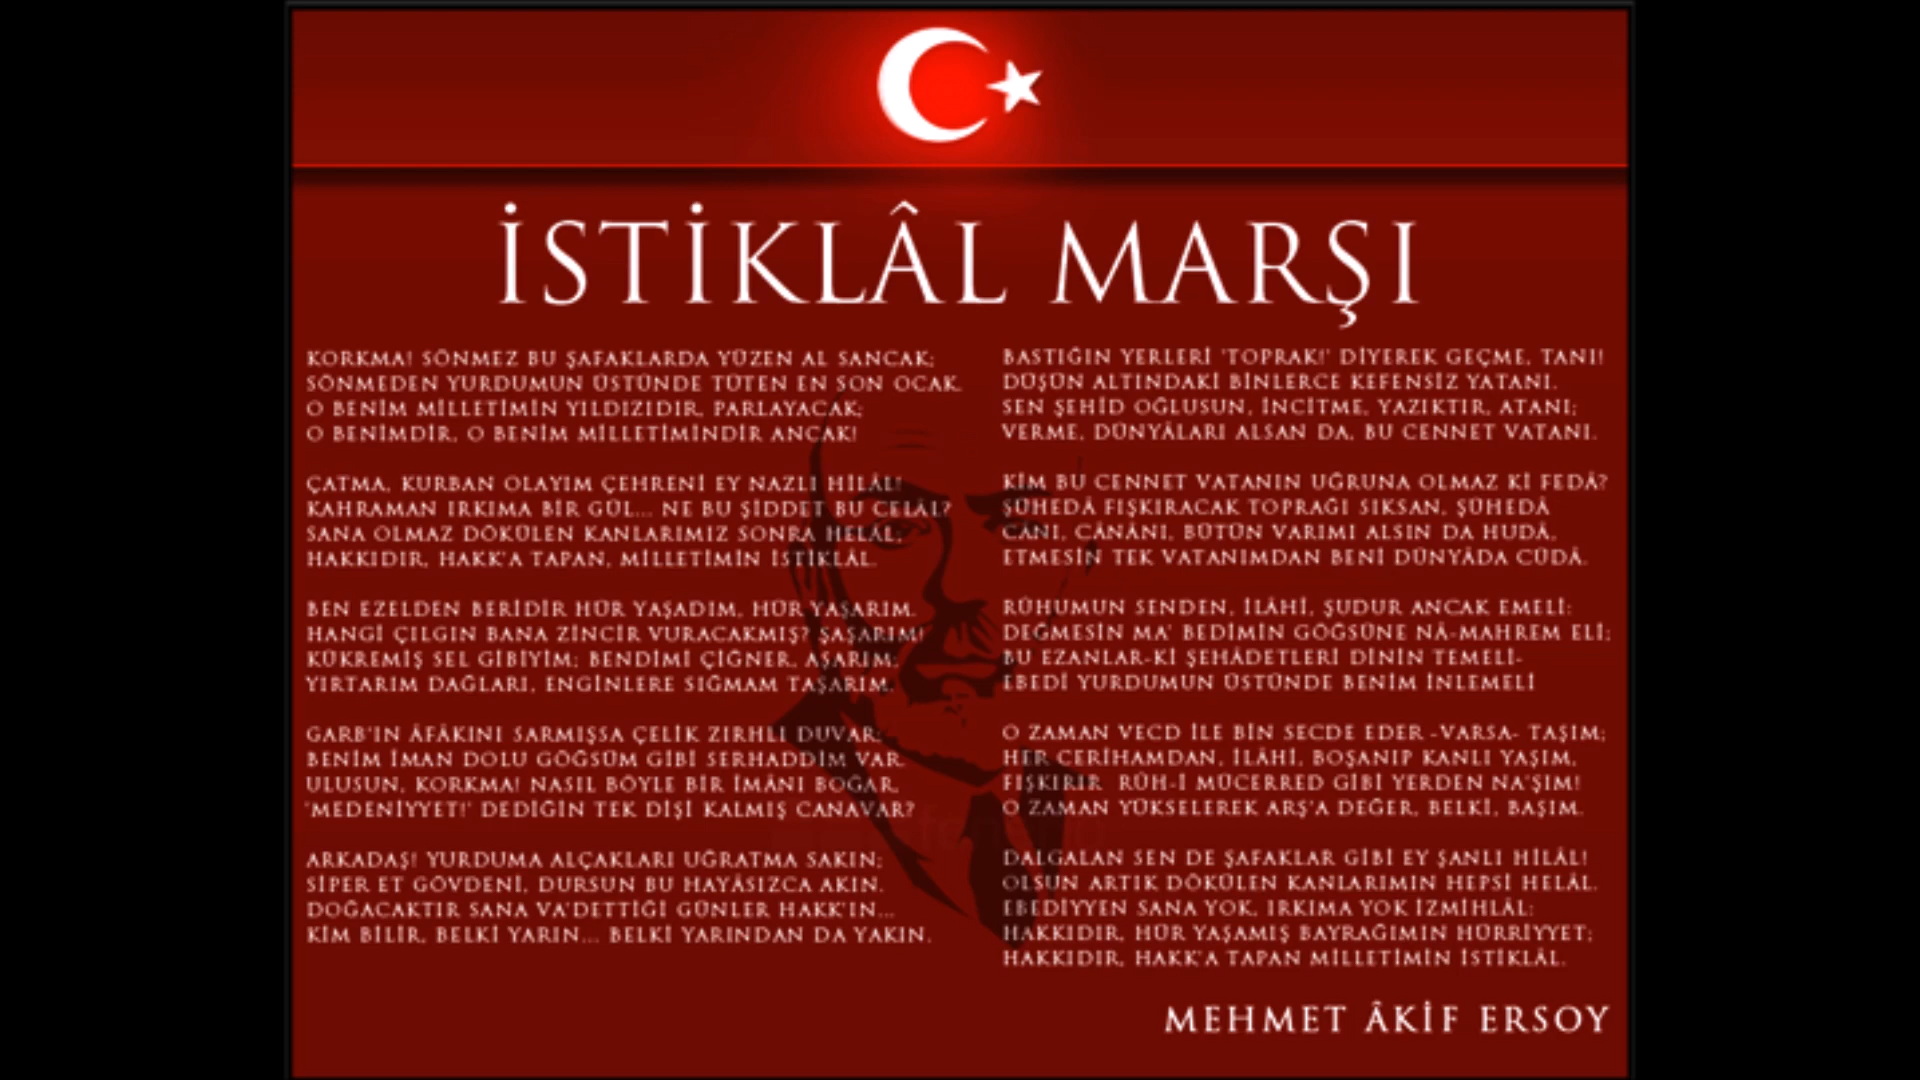 İSTİKLÂL MARŞI
KORKMA! SÖNMEZ BU ŞAFAKLARDA YÜZEN AL SANCAK;
SÖNMEDEN YURDUMUN ÜSTÜNDE TÜTEN EN SON OCAK.
O BENİM MİLLETİMİN YILDIZIDIR, PARLAYACAK;
O BENİMDİR, O BENİM MİLLETİMİNDİR ANCAK!
ÇATMA, KURBAN OLAYIM ÇEHRENİ EY NAZLI HİLÂL!
KAHRAMAN IRKIMA BİR GÜL... NE BU ŞİDDET BU CELÂL?
SANA OLMAZ DÖKÜLEN KANLARIMIZ SONRA HELÂL;
HAKKIDIR, HAKK'A TAPAN, MİLLETİMİN İSTİKLÂL.
BEN EZELDEN BERİDİR HÜR YAŞADIM, HÜR YAŞARIM.
HANGİ ÇILGIN BANA ZİNCİR VURACAKMIŞ? ŞAŞARIM!
KÜKREMİŞ SEL GİBİYİM; BENDİMİ ÇİĞNER, AŞARIM;
YIRTARIM DAĞLARI, ENGİNLERE SIĞMAM TAŞARIM.
GARB'IN ÂFÂKINI SARMIŞSA ÇELİK ZIRHLI DUVAR;
BENİM İMAN DOLU GÖĞSÜM GİBİ SERHADDİM VAR.
ULUSUN, KORKMA! NASIL BÖYLE BİR ÎMÂNI BOĞAR,
'MEDENİYYET!' DEDİĞİN TEK DİŞİ KALMIŞ CANAVAR?
ARKADAŞ! YURDUMA ALÇAKLARI UĞRATMA SAKIN;
SİPER ET GÖVDENİ, DURSUN BU HAYÂSIZCA AKIN.
DOĞACAKTIR SANA VA'DETTİĞİ GÜNLER HAKK'IN...
KİM BİLİR, BELKİ YARIN... BELKİ YARINDAN DA YAKIN.
BASTIĞIN YERLERİ 'TOPRAK!' DİYEREK GEÇME, TANI!
DÜŞÜN ALTINDAKİ BİNLERCE KEFENSİZ YATANI.
SEN ŞEHİD OĞLUSUN, İNCİTME, YAZIKTIR, ATANI;
VERME, DÜNYÂLARI ALSAN DA, BU CENNET VATANI.
KİM BU CENNET VATANIN UĞRUNA OLMAZ Kİ FEDÂ?
ŞÜHEDÂ FIŞKIRACAK TOPRAĞI SIKSAN, ŞÜHEDÂ
CÂNI, CÂNÂNI, BÜTÜN VARIMI ALSIN DA HUDÂ,
ETMESİN TEK VATANIMDAN BENİ DÜNYÂDA CÜDÂ.
RÛHUMUN SENDEN, İLÂHÎ, ŞUDUR ANCAK EMELİ:
DEĞMESİN MA' BEDİMİN GÖĞSÜNE NÂ-MAHREM ELİ;
BU EZANLAR-Kİ ŞEHÂDETLERİ DÎNİN TEMELİ-
EBEDÎ YURDUMUN ÜSTÜNDE BENİM İNLEMELİ
O ZAMAN VECD İLE BİN SECDE EDER -VARSA- TAŞIM;
HER CERÎHAMDAN, İLÂHÎ, BOŞANIP KANLI YAŞIM,
FIŞKIRIR RÛH-İ MÜCERRED GİBİ YERDEN NA'ŞIM!
O ZAMAN YÜKSELEREK ARŞ'A DEĞER, BELKİ, BAŞIM.
DALGALAN SEN DE ŞAFAKLAR GİBİ EY ŞANLI HİLÂL!
OLSUN ARTIK DÖKÜLEN KANLARIMIN HEPSİ HELÂL.
EBEDİYYEN SANA YOK, IRKIMA YOK İZMİHLÂL:
HAKKIDIR, HÜR YAŞAMIŞ BAYRAĞIMIN HÜRRİYYET;
HAKKIDIR, HAKK'A TAPAN MİLLETİMİN İSTİKLÂL.
MEHMET ÂKİF ERSOY